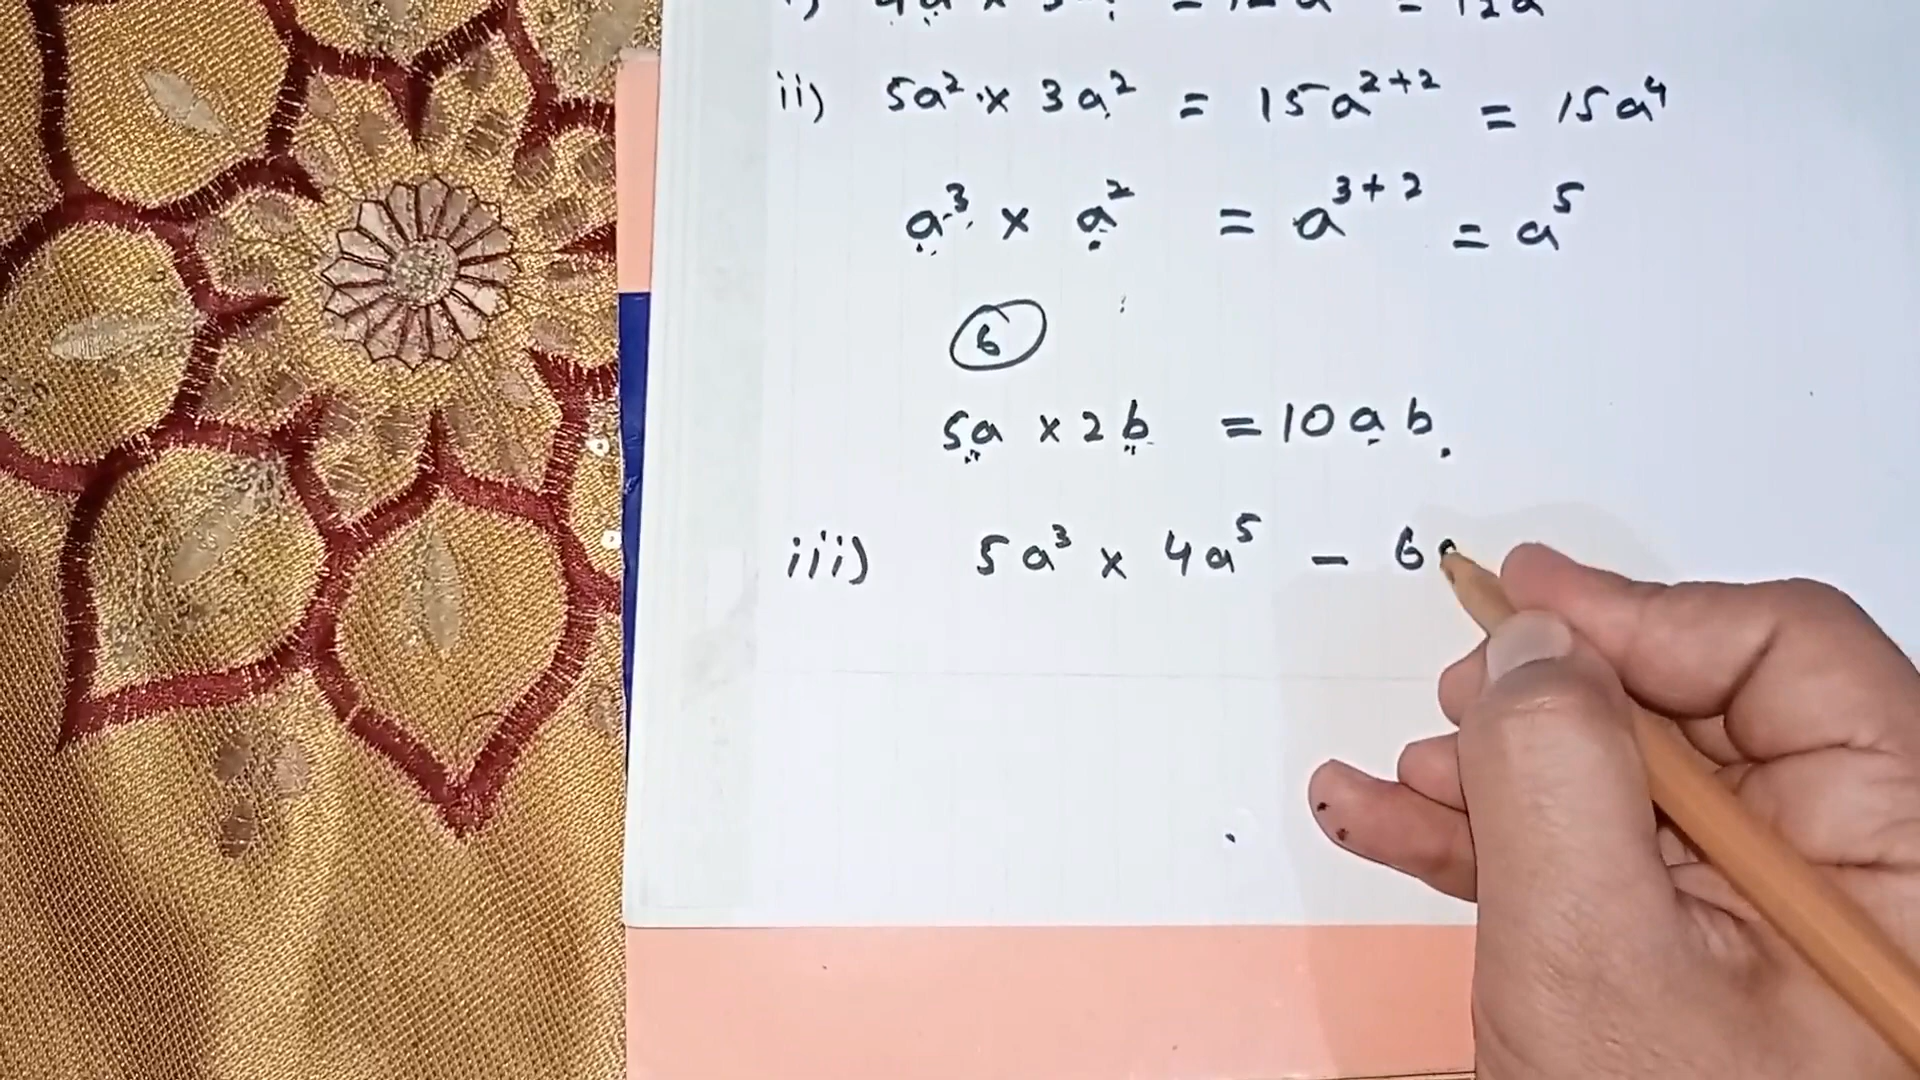 ii) 5a² × 3a² = 15a²⁺² = 15a⁴
a³ × a² = a³⁺² = a⁵
6
5a × 2b = 10ab.
iii) 5a³ × 4a⁵ - 6